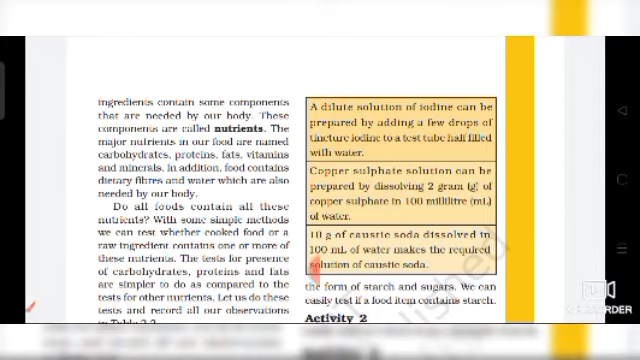 ingredients contain some components
that are needed by our body. These
components are called nutrients. The
major nutrients in our food are named
carbohydrates, proteins, fats, vitamins
and minerals. In addition, food contains
dietary fibres and water which are also
needed by our body.
Do all foods contain all these
nutrients? With some simple methods
we can test whether cooked food or a
raw ingredient contains one or more of
these nutrients. The tests for presence
of carbohydrates, proteins and fats
are simpler to do as compared to the
tests for other nutrients. Let us do these
tests and record all our observations
in Table 2.2.
A dilute solution of iodine can be
prepared by adding a few drops of
tincture iodine to a test tube half filled
with water.
Copper sulphate solution can be
prepared by dissolving 2 gram (g) of
copper sulphate in 100 millilitre (mL)
of water.
10 g of caustic soda dissolved in
100 mL of water makes the required
solution of caustic soda.
the form of starch and sugars. We can
easily test if a food item contains starch.
Activity 2
RECORDER